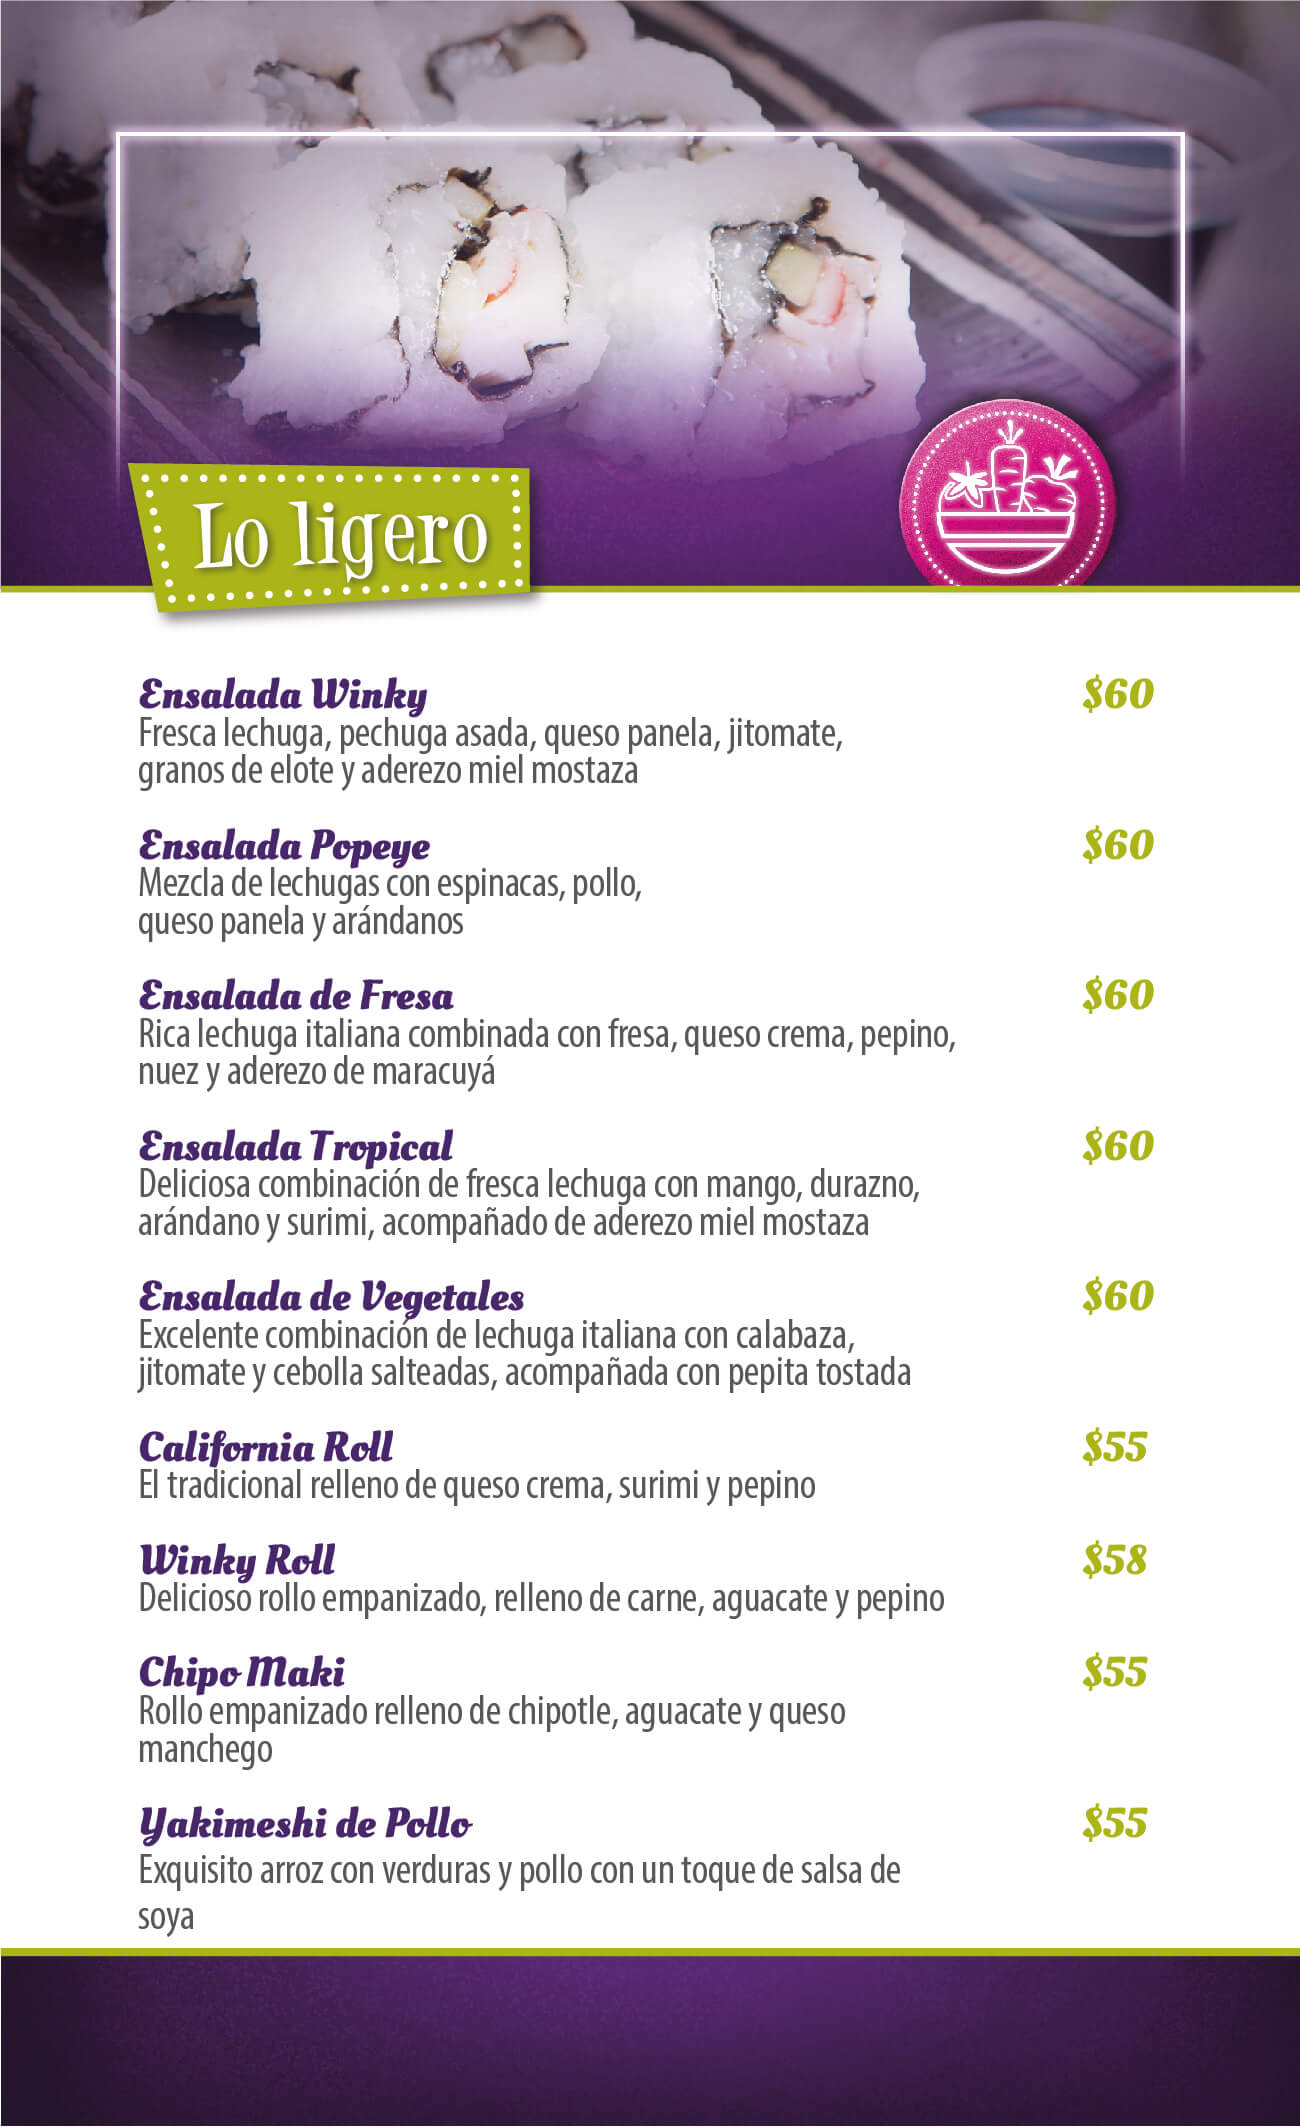 Lo ligero
Ensalada Winky $60
Fresca lechuga, pechuga asada, queso panela, jitomate,
granos de elote y aderezo miel mostaza
Ensalada Popeye $60
Mezcla de lechugas con espinacas, pollo,
queso panela y arándanos
Ensalada de Fresa $60
Rica lechuga italiana combinada con fresa, queso crema, pepino,
nuez y aderezo de maracuyá
Ensalada Tropical $60
Deliciosa combinación de fresca lechuga con mango, durazno,
arándano y surimi, acompañado de aderezo miel mostaza
Ensalada de Vegetales $60
Excelente combinación de lechuga italiana con calabaza,
jitomate y cebolla salteadas, acompañada con pepita tostada
California Roll $55
El tradicional relleno de queso crema, surimi y pepino
Winky Roll $58
Delicioso rollo empanizado, relleno de carne, aguacate y pepino
Chipo Maki $55
Rollo empanizado relleno de chipotle, aguacate y queso
manchego
Yakimeshi de Pollo $55
Exquisito arroz con verduras y pollo con un toque de salsa de
soya